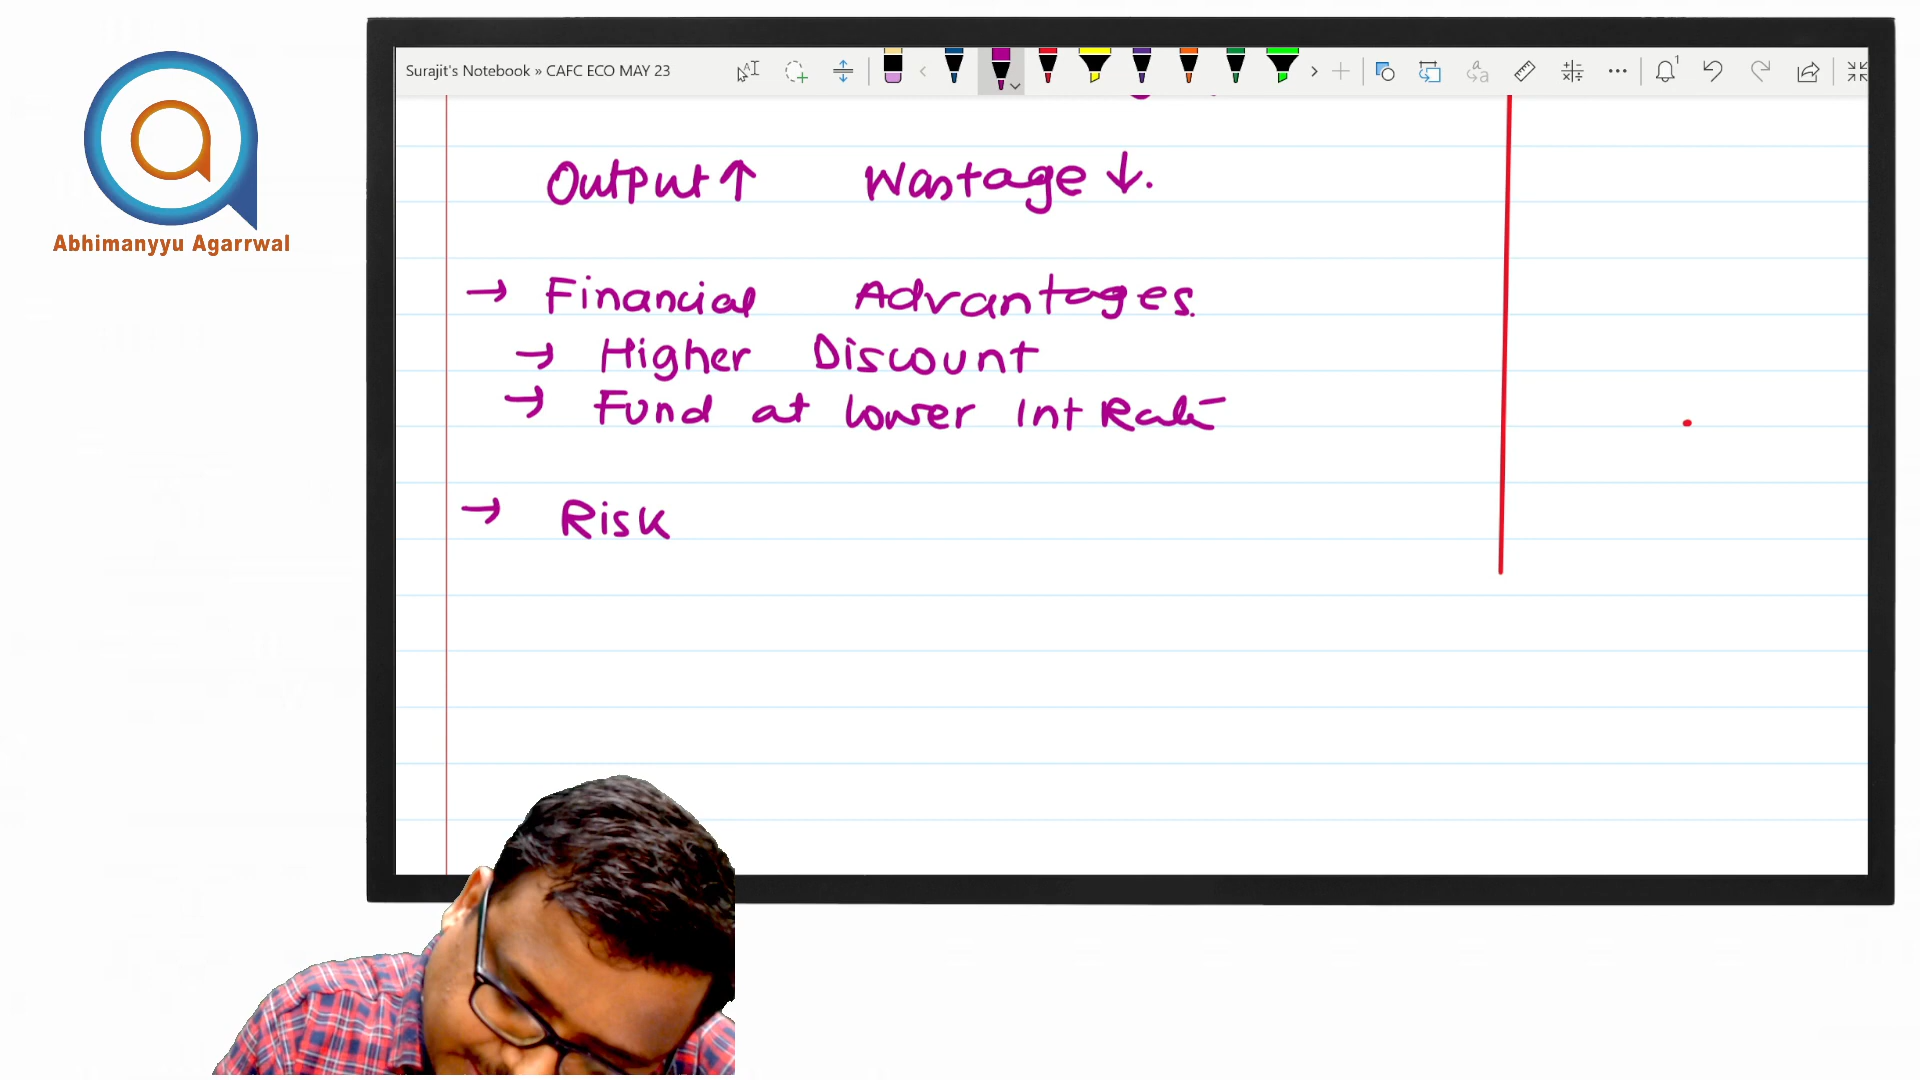 Surajit's Notebook » CAFC ECO MAY 23
Abhimanyyu Agarrwal
Output ↑ Wastage ↓.
→ Financial Advantages.
→ Higher Discount
→ Fund at lower Int Rate
→ Risk